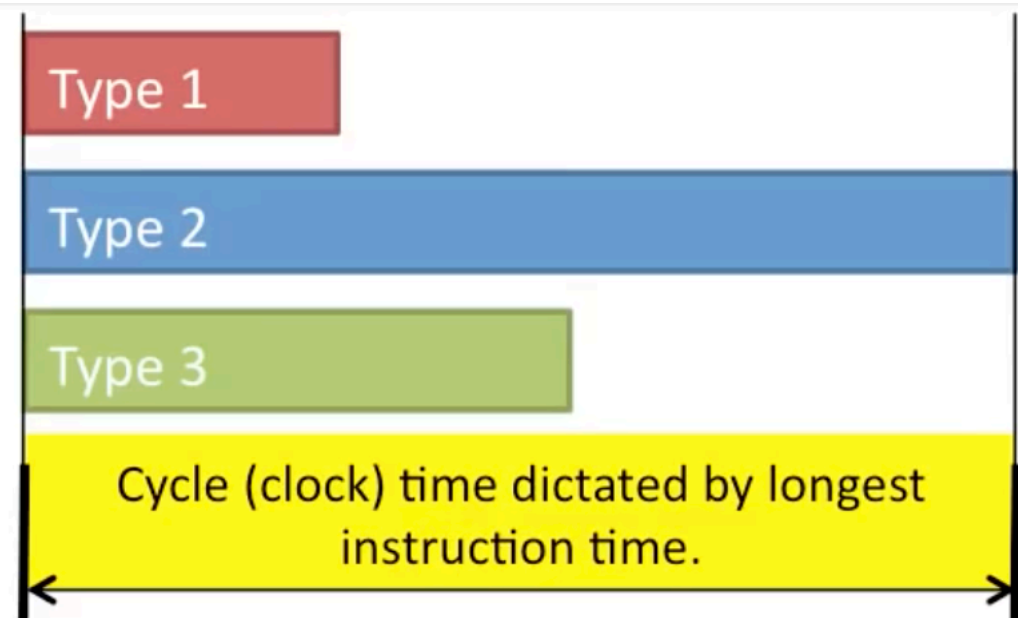 Type 1
Type 2
Type 3
Cycle (clock) time dictated by longest
instruction time.